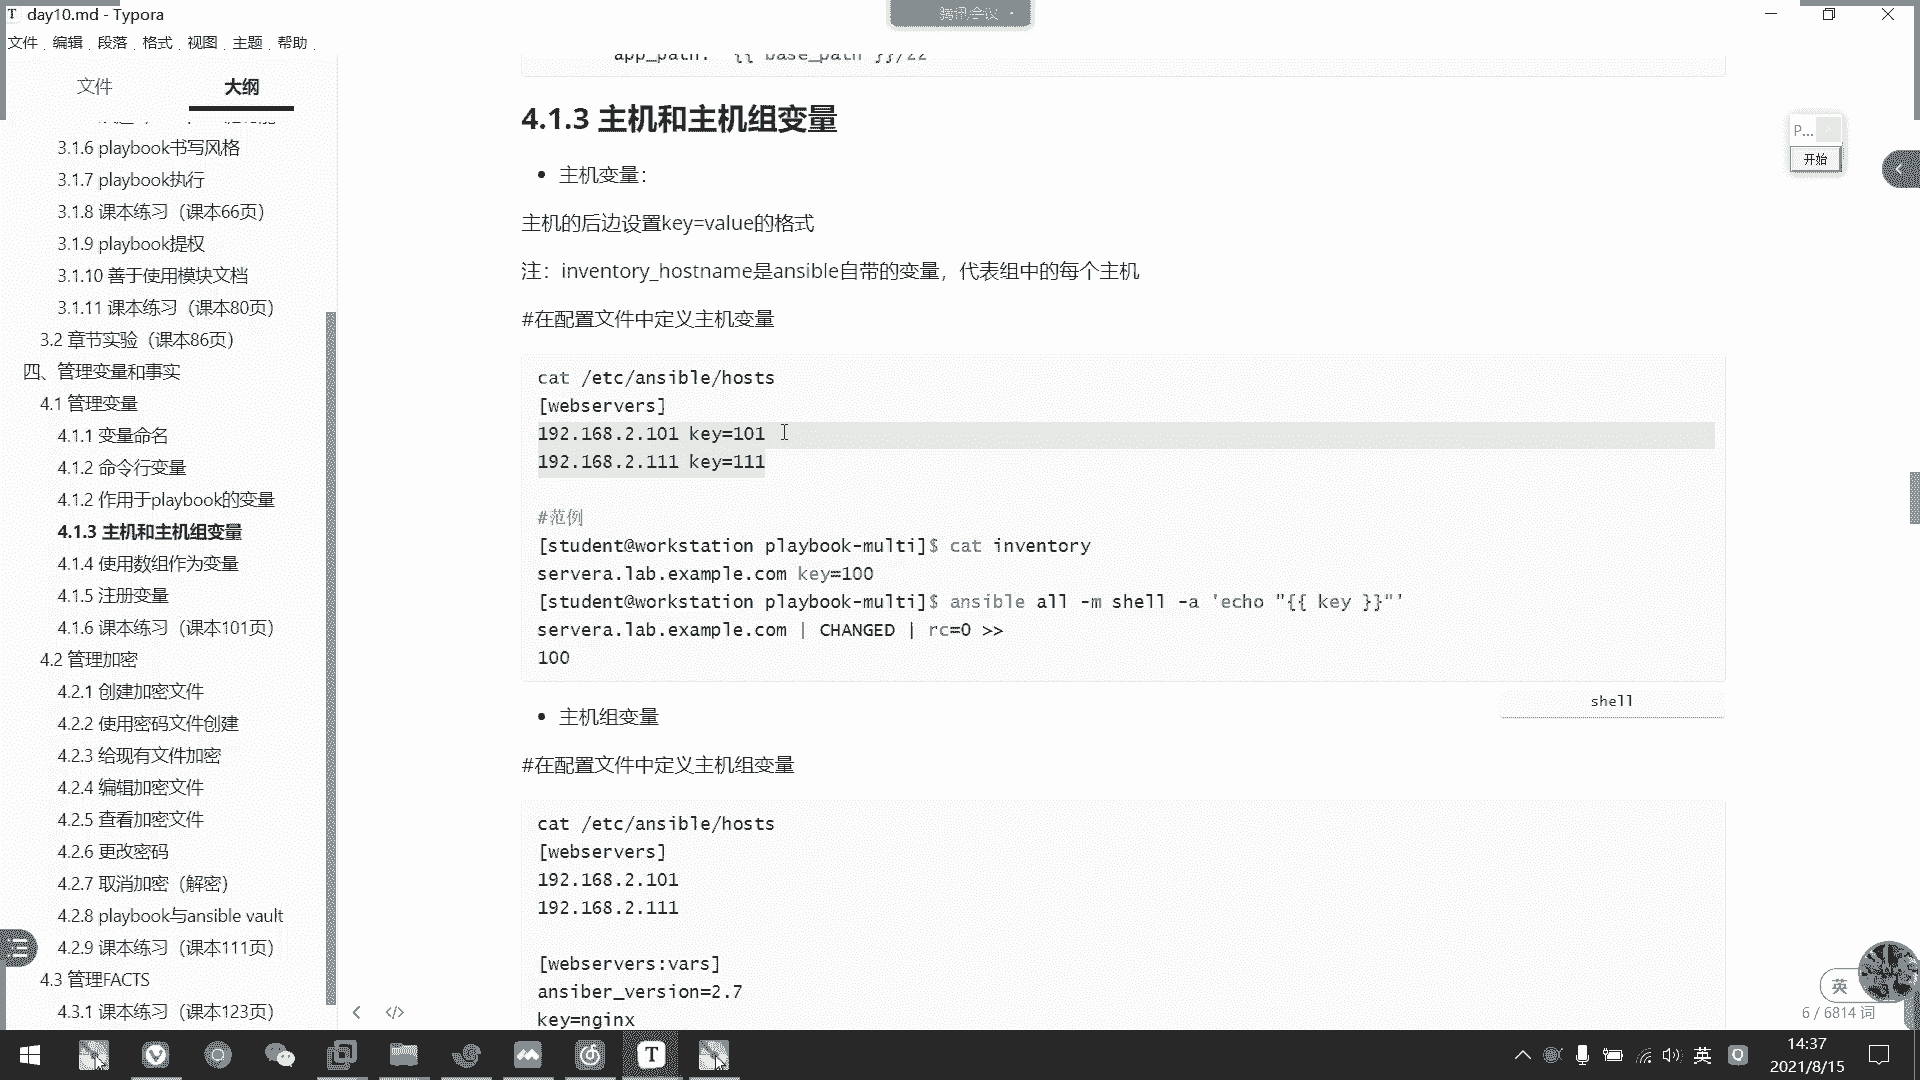 day10.md - Typora
腾讯会议
文件 编辑 段落 格式 视图 主题 帮助
文件
大纲
3.1.6 playbook书写风格
3.1.7 playbook执行
3.1.8 课本练习（课本66页）
3.1.9 playbook提权
3.1.10 善于使用模块文档
3.1.11 课本练习（课本80页）
3.2 章节实验（课本86页）
四、管理变量和事实
4.1 管理变量
4.1.1 变量命名
4.1.2 命令行变量
4.1.2 作用于playbook的变量
4.1.3 主机和主机组变量
4.1.4 使用数组作为变量
4.1.5 注册变量
4.1.6 课本练习（课本101页）
4.2 管理加密
4.2.1 创建加密文件
4.2.2 使用密码文件创建
4.2.3 给现有文件加密
4.2.4 编辑加密文件
4.2.5 查看加密文件
4.2.6 更改密码
4.2.7 取消加密（解密）
4.2.8 playbook与ansible vault
4.2.9 课本练习（课本111页）
4.3 管理FACTS
4.3.1 课本练习（课本123页）
app_path: "{{ base_path }}/22"
4.1.3 主机和主机组变量
主机变量：
主机的后边设置key=value的格式
注：inventory_hostname是ansible自带的变量，代表组中的每个主机
#在配置文件中定义主机变量
cat /etc/ansible/hosts
[webservers]
192.168.2.101 key=101
192.168.2.111 key=111
#范例
[student@workstation playbook-multi]$ cat inventory
servera.lab.example.com key=100
[student@workstation playbook-multi]$ ansible all -m shell -a 'echo "{{ key }}"'
servera.lab.example.com | CHANGED | rc=0 >>
100
shell
主机组变量
#在配置文件中定义主机组变量
cat /etc/ansible/hosts
[webservers]
192.168.2.101
192.168.2.111
[webservers:vars]
ansiber_version=2.7
key=nginx
P...
开始
英
6 / 6814 词
英
14:37
2021/8/15